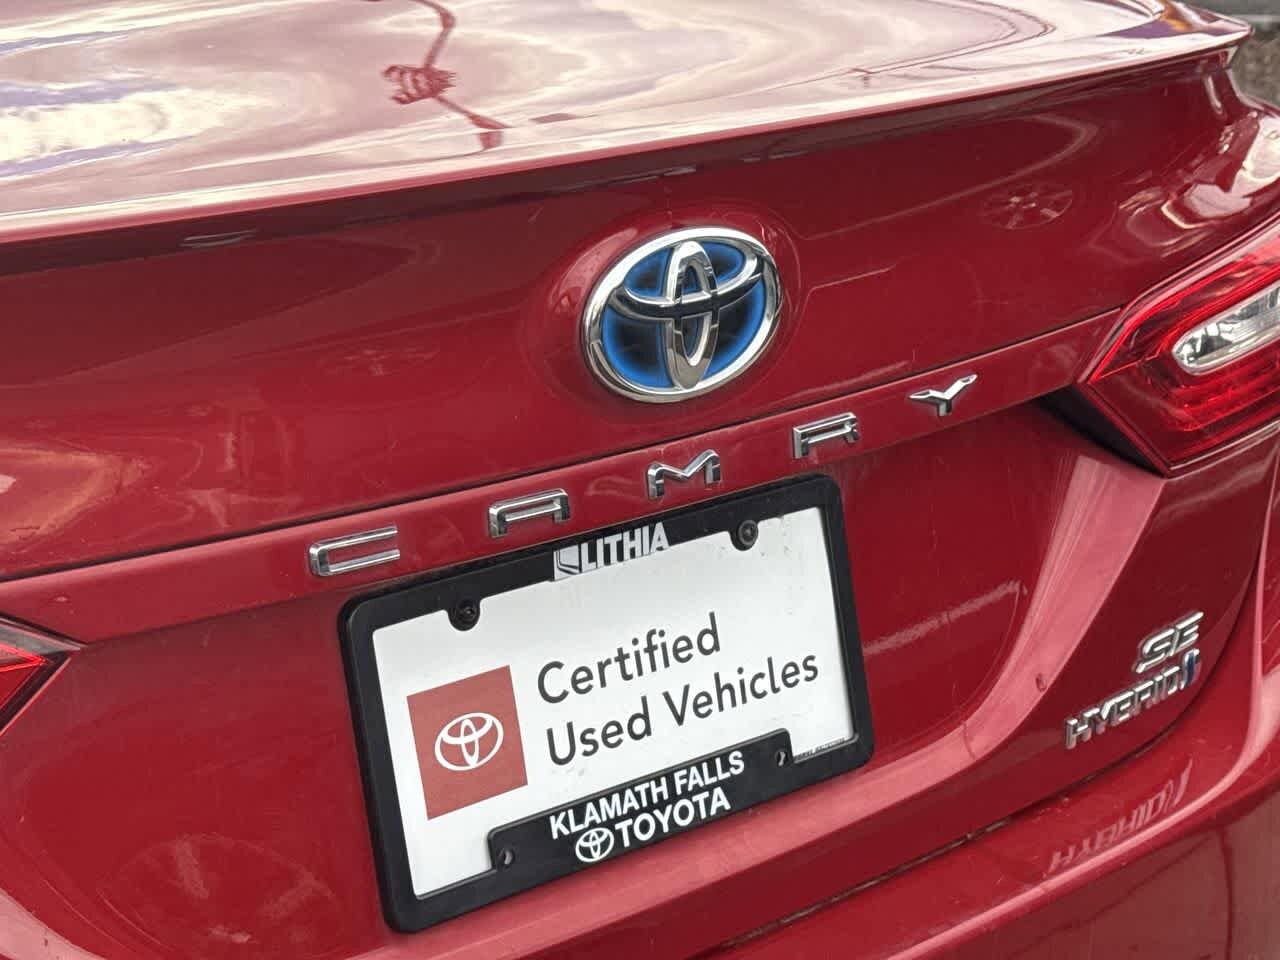 CAMRY
LITHIA
Certified
Used Vehicles
KLAMATH FALLS
TOYOTA
SE
HYBRID